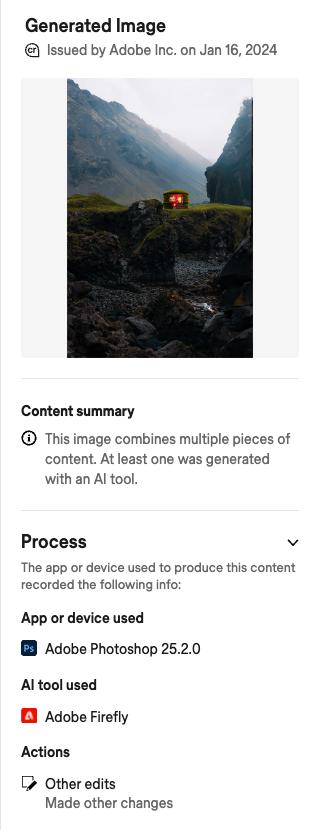 Generated Image
cr Issued by Adobe Inc. on Jan 16, 2024
Content summary
This image combines multiple pieces of
content. At least one was generated
with an AI tool.
Process
The app or device used to produce this content
recorded the following info:
App or device used
Ps Adobe Photoshop 25.2.0
AI tool used
Adobe Firefly
Actions
Other edits
Made other changes